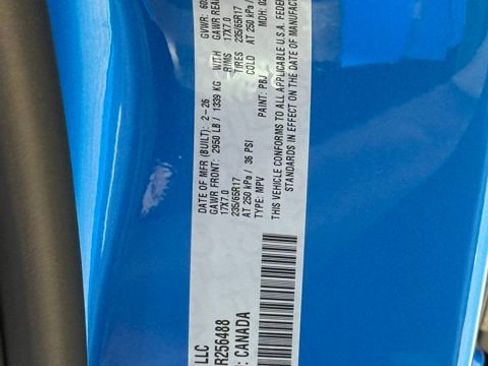 LLC DATE OF MFR (BUILT): 2-26 GVWR:
GAWR FRONT: 2950 LB / 1339 KG WITH GAWR REAR
17X7.0 RIMS 17X7.0
235/65R17 TIRES 235/65R17
AT 250 kPa / 36 PSI COLD AT 250 kPa /
R256488 TYPE: MPV PAINT: PBJ MDH:
: CANADA THIS VEHICLE CONFORMS TO ALL APPLICABLE U.S.A. FEDER
STANDARDS IN EFFECT ON THE DATE OF MANUFACT